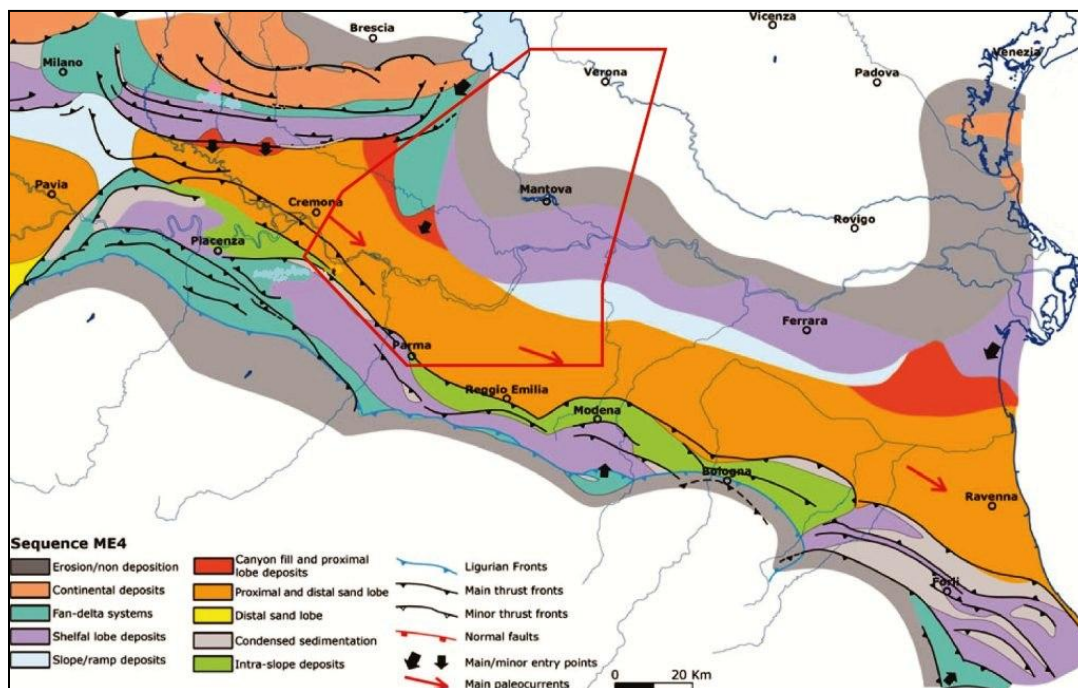 Brescia
Vicenza
Milano
Verona
Padova
Venezia
Pavia
Cremona
Mantova
Rovigo
Piacenza
Ferrara
Parma
Reggio Emilia
Modena
Bologna
Ravenna
Forlì
Sequence ME4
Erosion/non deposition
Continental deposits
Fan-delta systems
Shelfal lobe deposits
Slope/ramp deposits
Canyon fill and proximal
lobe deposits
Proximal and distal sand lobe
Distal sand lobe
Condensed sedimentation
Intra-slope deposits
Ligurian Fronts
Main thrust fronts
Minor thrust fronts
Normal faults
Main/minor entry points
Main paleocurrents
0 20 Km